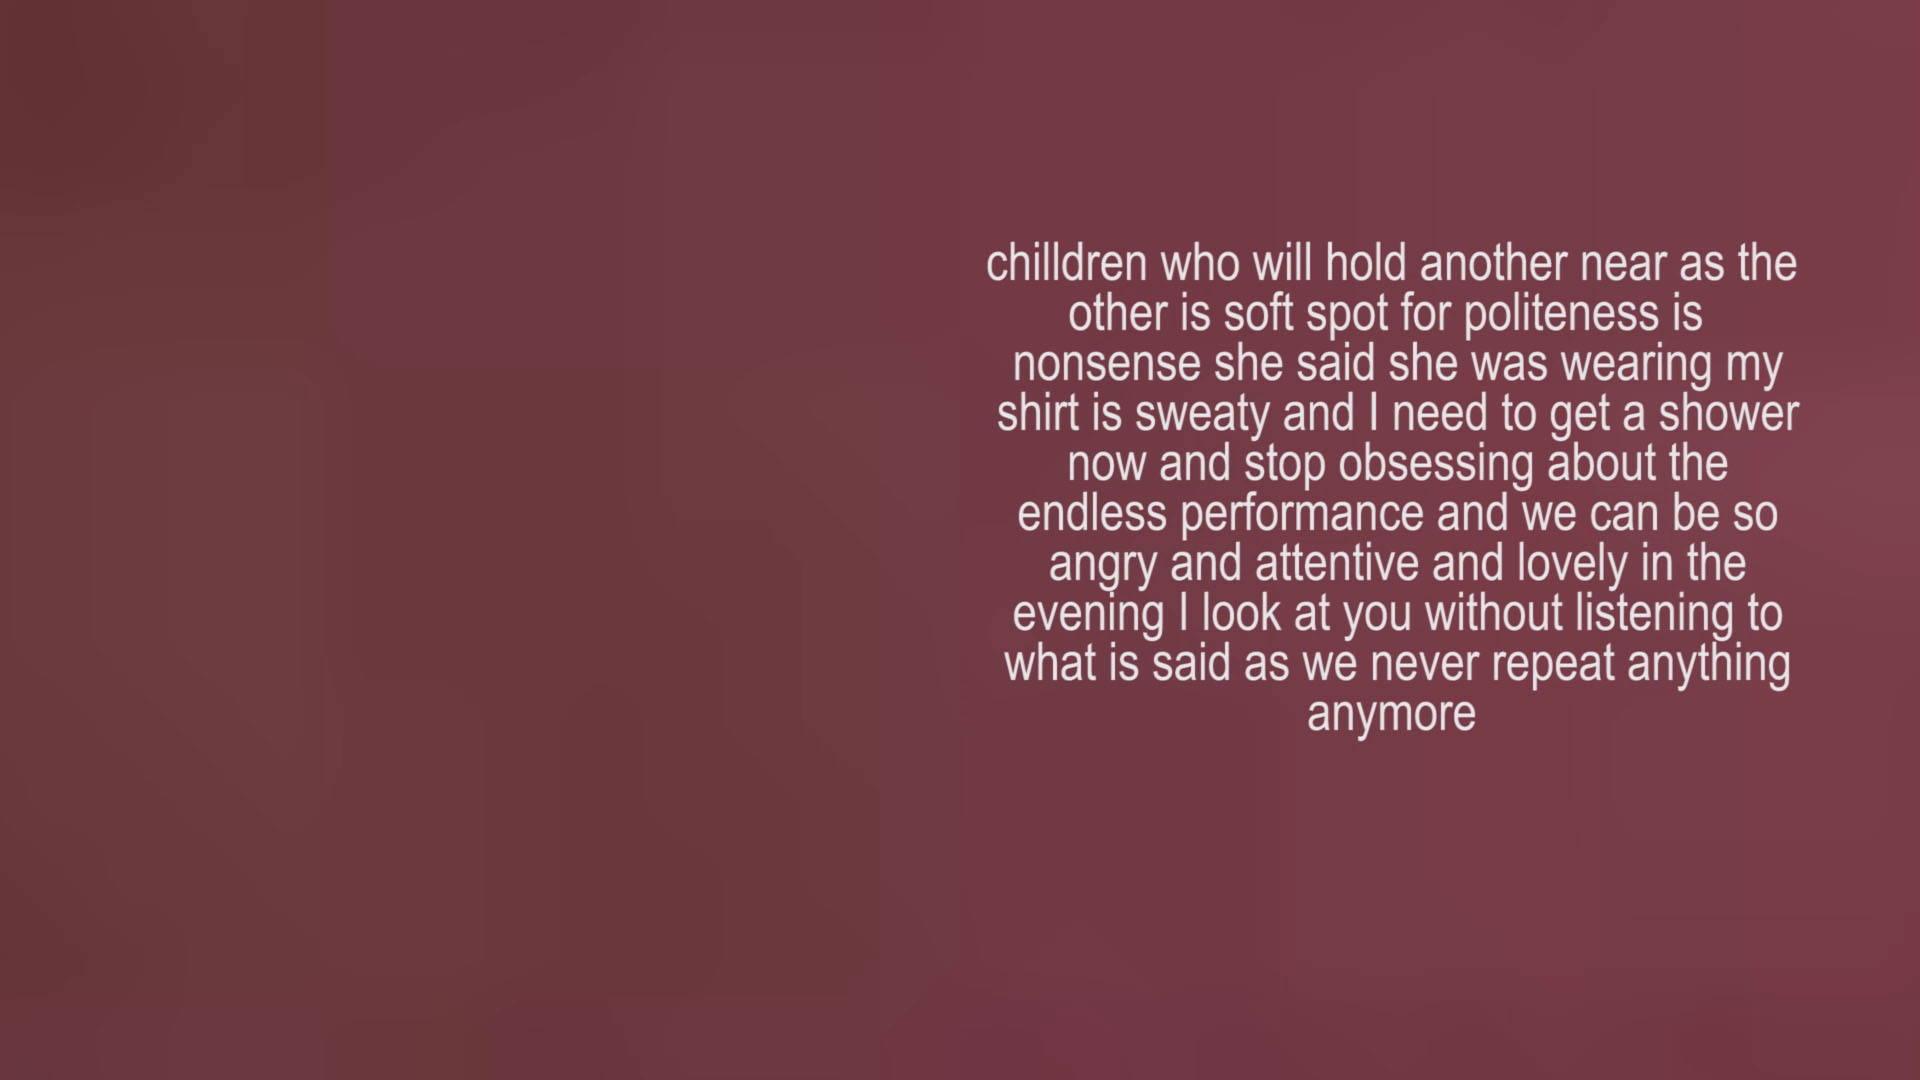 chilldren who will hold another near as the
other is soft spot for politeness is
nonsense she said she was wearing my
shirt is sweaty and I need to get a shower
now and stop obsessing about the
endless performance and we can be so
angry and attentive and lovely in the
evening I look at you without listening to
what is said as we never repeat anything
anymore